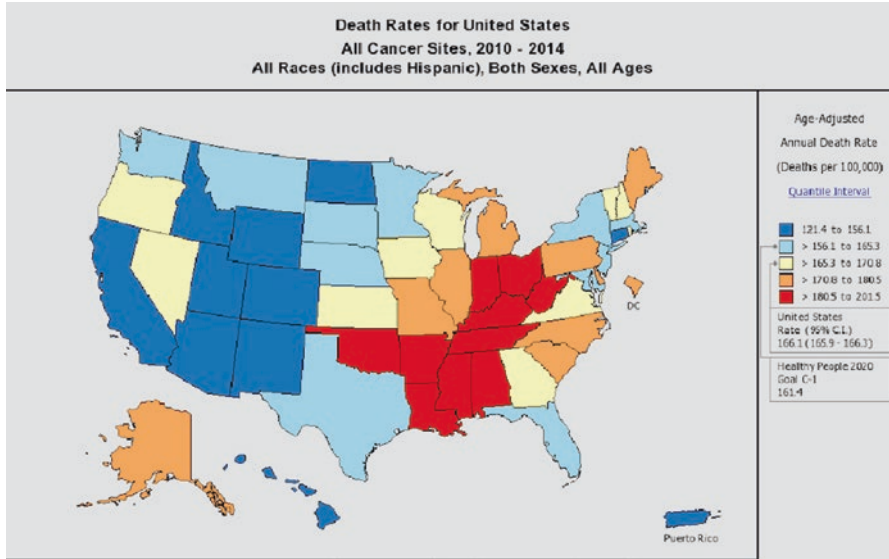 Death Rates for United States
All Cancer Sites, 2010 - 2014
All Races (includes Hispanic), Both Sexes, All Ages
Age-Adjusted
Annual Death Rate
(Deaths per 100,000)
Quantile Interval
121.4 to 156.1
> 156.1 to 165.3
> 165.3 to 170.8
> 170.8 to 180.5
> 180.5 to 201.5
United States
Rate (95% C.I.)
166.1 (165.9 - 166.3)
Healthy People 2020
Goal C-1
161.4
DC
Puerto Rico